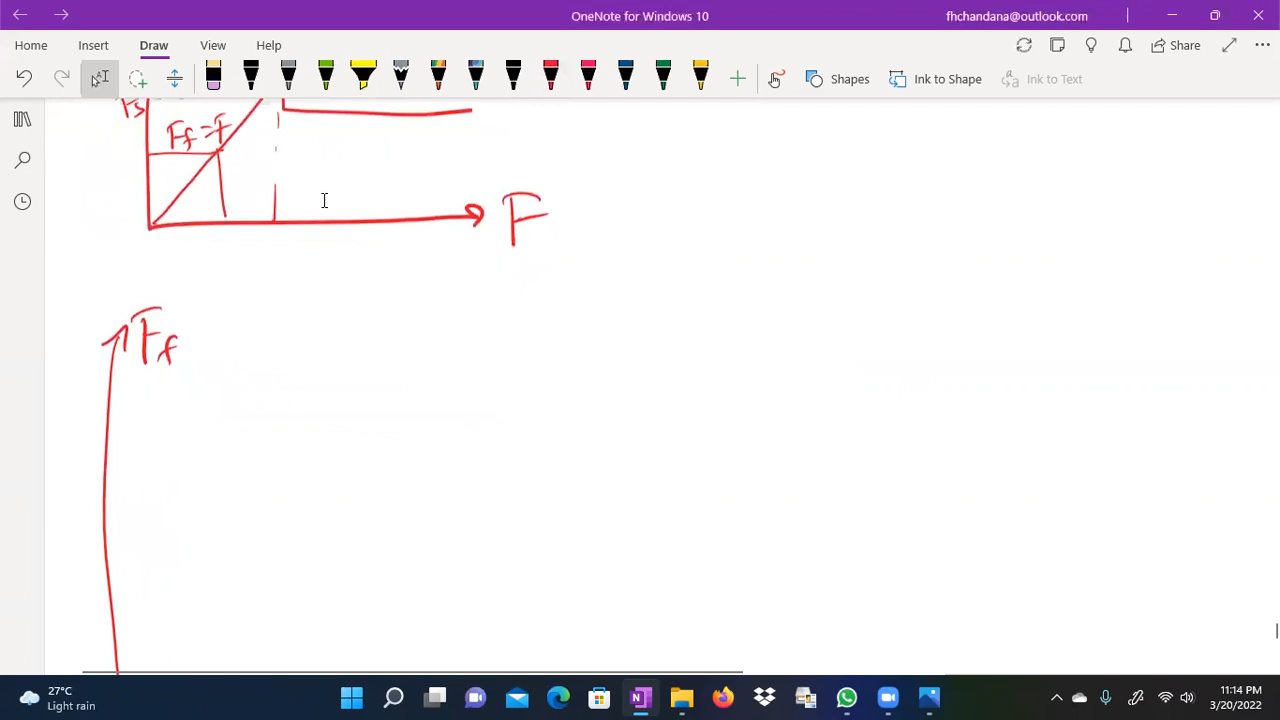 OneNote for Windows 10
fhchandana@outlook.com
Home Insert Draw View Help
Share
Shapes
Ink to Shape
Ink to Text
Fs
Ff = F
F
Ff
27°C
Light rain
11:14 PM
3/20/2022